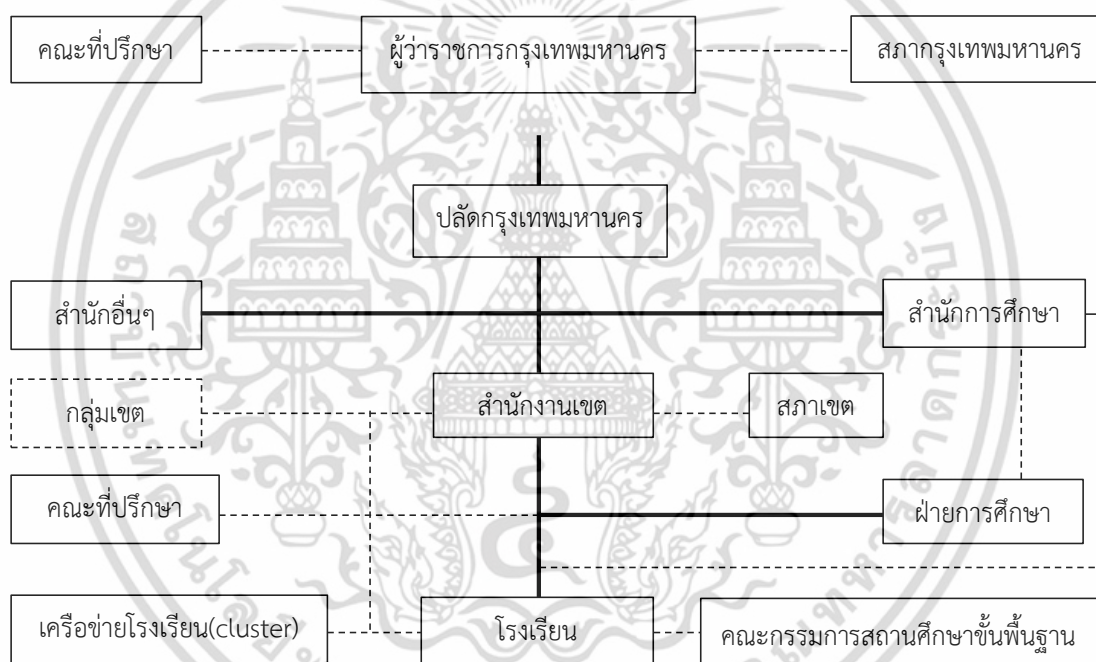 คณะที่ปรึกษา
ผู้ว่าราชการกรุงเทพมหานคร
สภากรุงเทพมหานคร
ปลัดกรุงเทพมหานคร
สำนักอื่นๆ
สำนักการศึกษา
กลุ่มเขต
สำนักงานเขต
สภาเขต
คณะที่ปรึกษา
ฝ่ายการศึกษา
เครือข่ายโรงเรียน(cluster)
โรงเรียน
คณะกรรมการสถานศึกษาขั้นพื้นฐาน